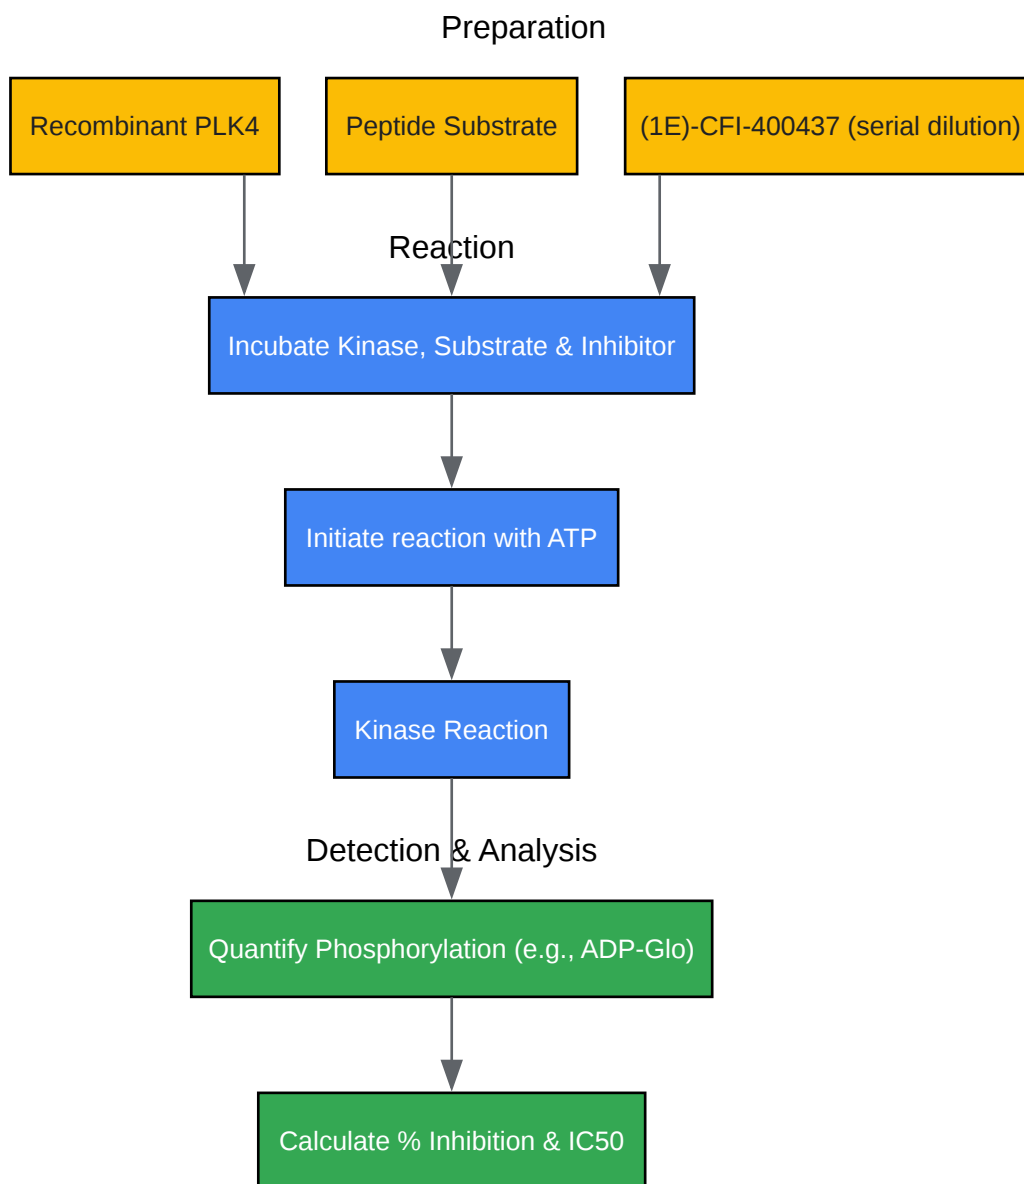 Preparation
Recombinant PLK4
Peptide Substrate
(1E)-CFI-400437 (serial dilution)
Reaction
Incubate Kinase, Substrate & Inhibitor
Initiate reaction with ATP
Kinase Reaction
Detection & Analysis
Quantify Phosphorylation (e.g., ADP-Glo)
Calculate % Inhibition & IC50